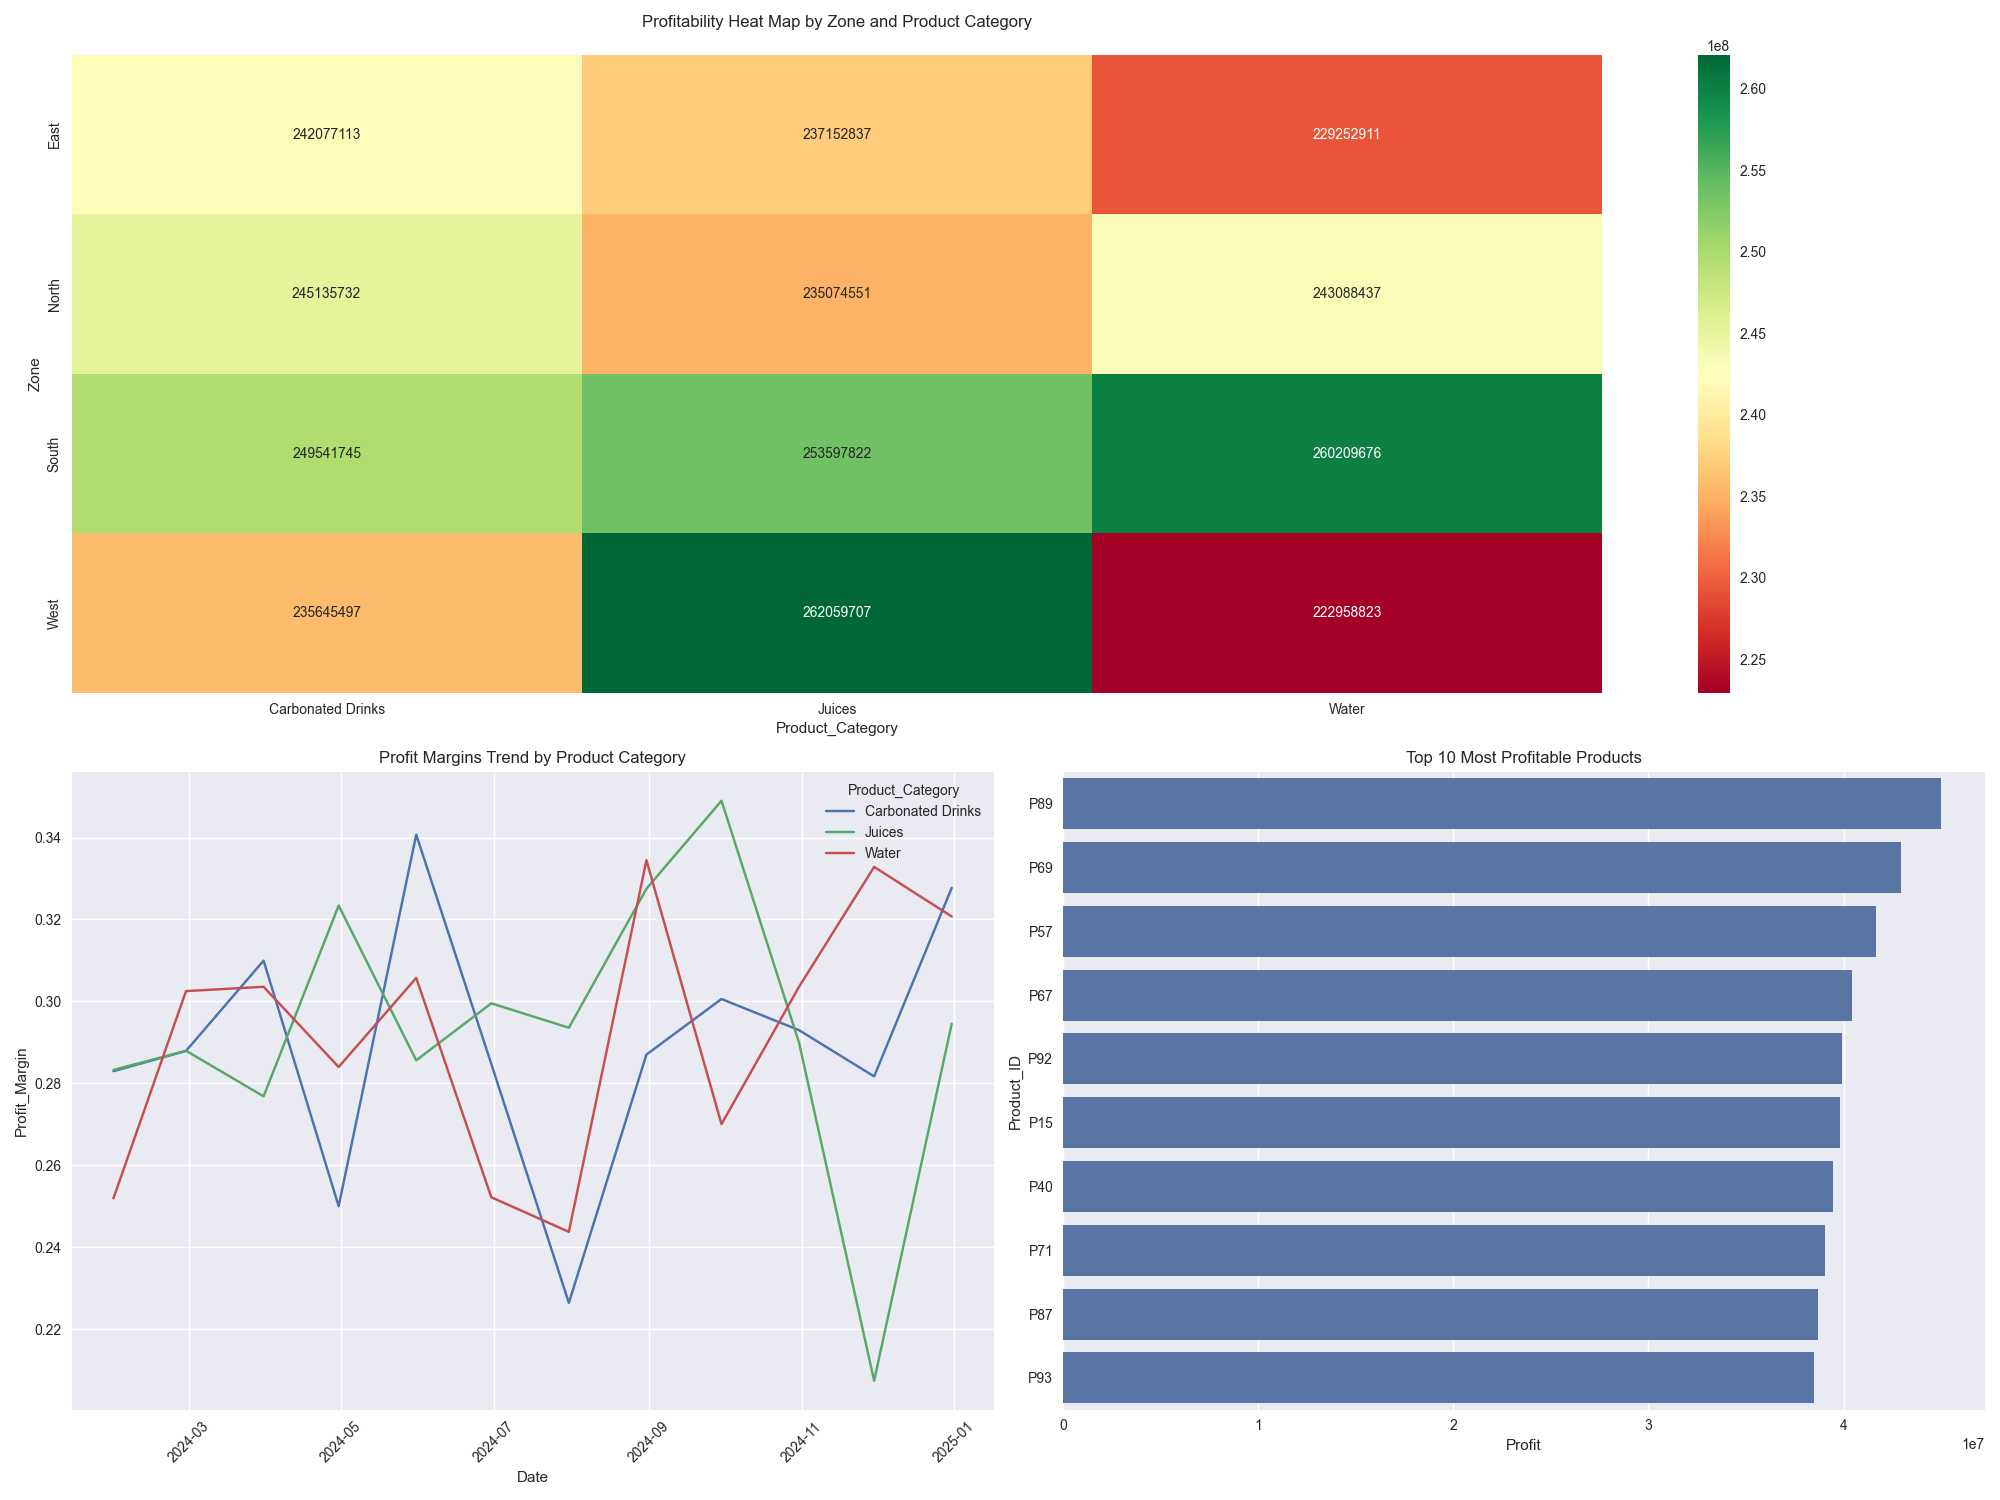 Profitability Heat Map by Zone and Product Category
1e8
East
242077113 237152837 229252911
North
245135732 235074551 243088437
South
249541745 253597822 260209676
West
235645497 262059707 222958823
Zone
Carbonated Drinks Juices Water
Product_Category
2.60
2.55
2.50
2.45
2.40
2.35
2.30
2.25
Profit Margins Trend by Product Category
Product_Category
Carbonated Drinks
Juices
Water
0.34
0.32
0.30
0.28
0.26
0.24
0.22
Profit_Margin
2024-03 2024-05 2024-07 2024-09 2024-11 2025-01
Date
Top 10 Most Profitable Products
P89
P69
P57
P67
P92
P15
P40
P71
P87
P93
Product_ID
0 1 2 3 4
1e7
Profit